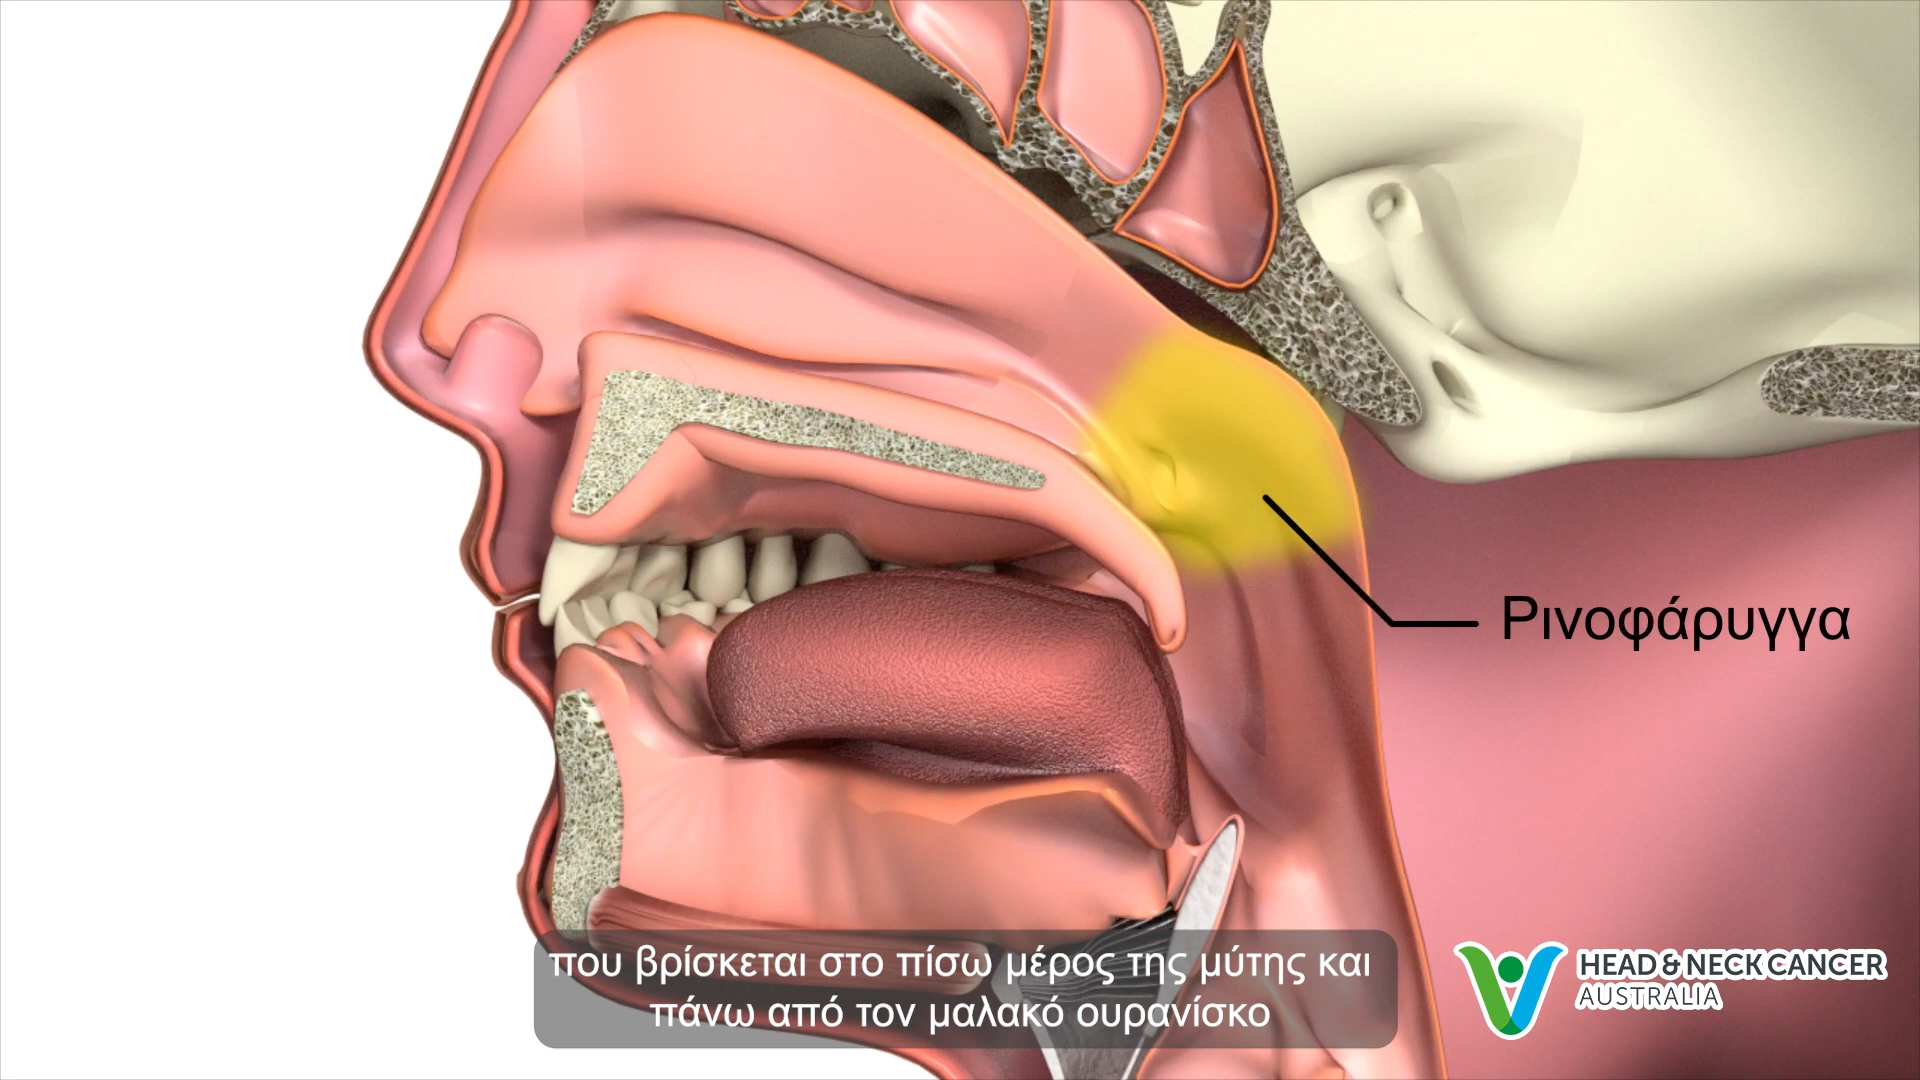 Ρινοφάρυγγα
που βρίσκεται στο πίσω μέρος της μύτης και
πάνω από τον μαλακό ουρανίσκο
HEAD & NECK CANCER
AUSTRALIA